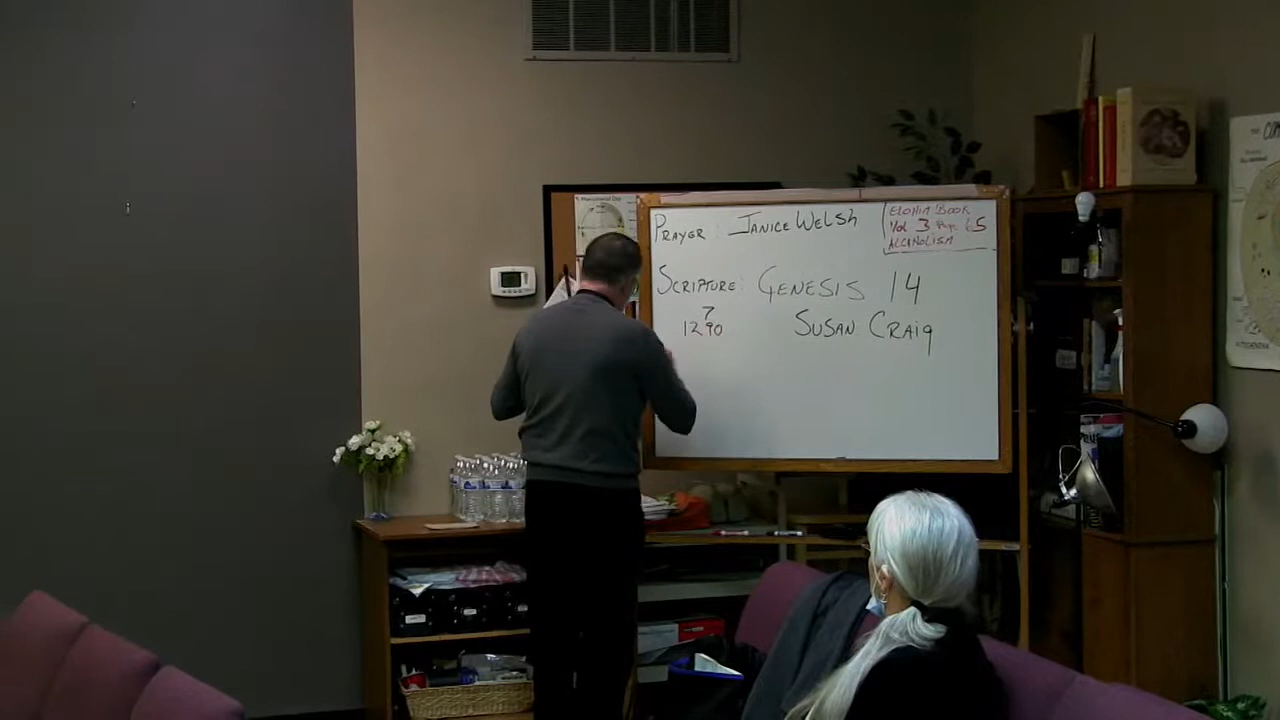 PRAYER: JANICE WELSH
ELOHIM BOOK
Vol 3 Page 65
ALCOHOLISM
SCRIPTURE: GENESIS 14
7
1290
SUSAN CRAIG